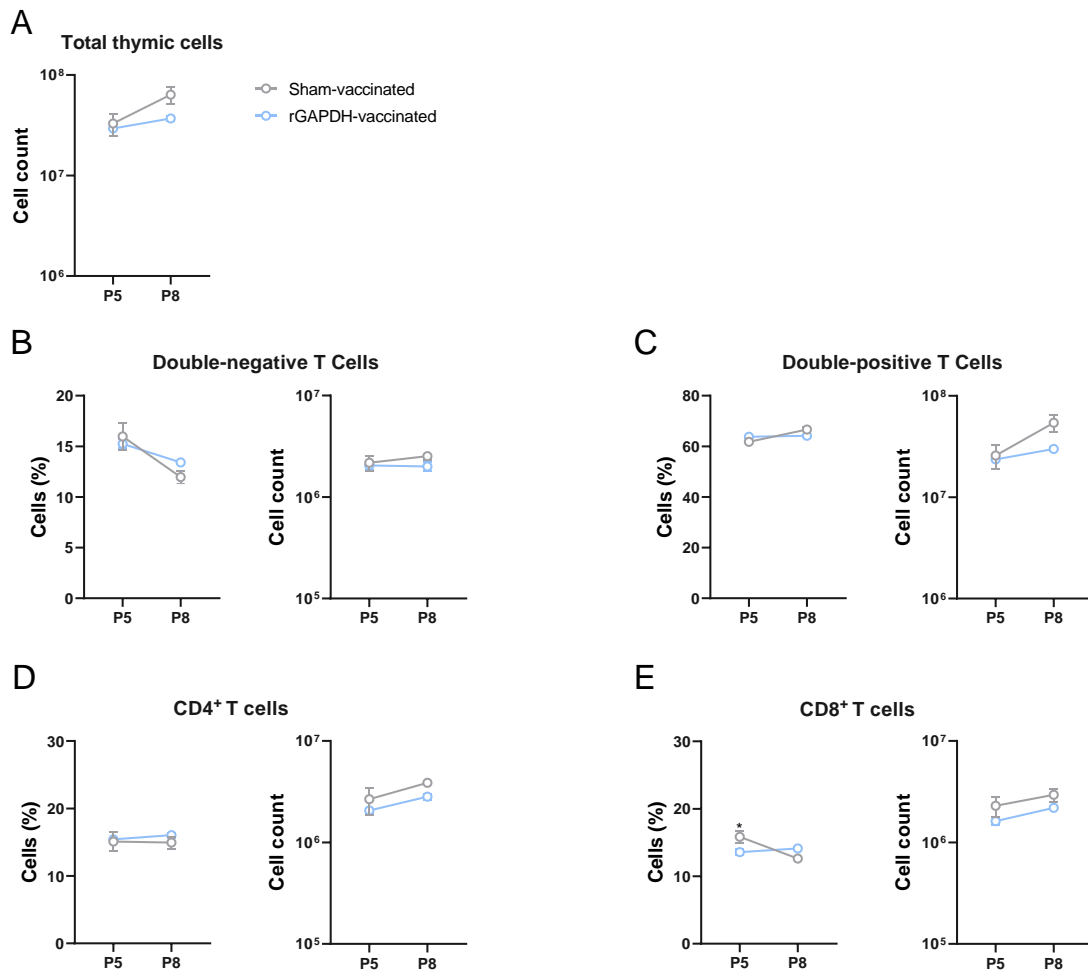 A
Total thymic cells
10⁸
10⁷
10⁶
Cell count
P5 P8
Sham-vaccinated
rGAPDH-vaccinated
B
Double-negative T Cells
20
15
10
5
0
Cells (%)
P5 P8
10⁷
10⁶
10⁵
Cell count
P5 P8
C
Double-positive T Cells
80
60
40
20
0
Cells (%)
P5 P8
10⁸
10⁷
10⁶
Cell count
P5 P8
D
CD4⁺ T cells
30
20
10
0
Cells (%)
P5 P8
10⁷
10⁶
10⁵
Cell count
P5 P8
E
CD8⁺ T cells
30
20
10
0
Cells (%)
*
P5 P8
10⁷
10⁶
10⁵
Cell count
P5 P8